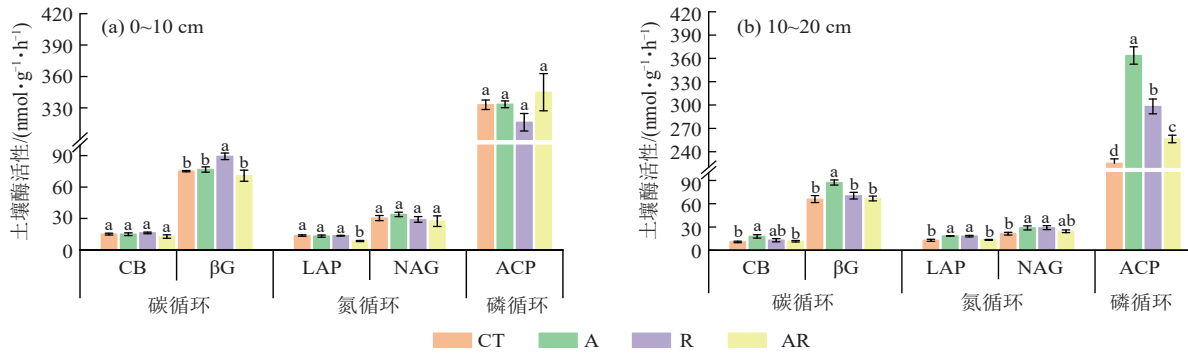 (a) 0~10 cm
土壤酶活性/(nmol·g⁻¹·h⁻¹)
420
390
360
330
90
60
30
0
b b a b
a a a a
a a a b
a a a a
a a a a
CB βG LAP NAG ACP
碳循环 氮循环 磷循环
(b) 10~20 cm
土壤酶活性/(nmol·g⁻¹·h⁻¹)
420
390
360
330
300
270
240
90
60
30
0
b a ab b
b a b b
b a a b
b a a ab
d a b c
CB βG LAP NAG ACP
碳循环 氮循环 磷循环
CT A R AR